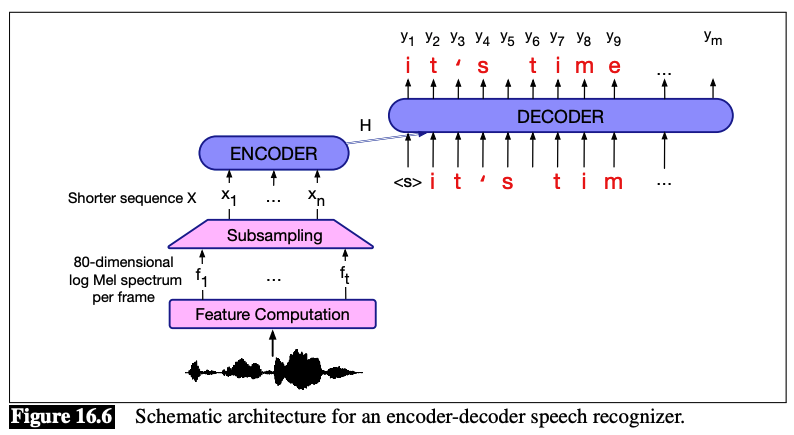 y1 y2 y3 y4 y5 y6 y7 y8 y9 ym
i t ‘ s t i m e ...
DECODER
H
ENCODER
<s> i t ‘ s t i m ...
Shorter sequence X
x1 ... xn
Subsampling
80-dimensional
log Mel spectrum
per frame
f1 ... ft
Feature Computation
Figure 16.6 Schematic architecture for an encoder-decoder speech recognizer.